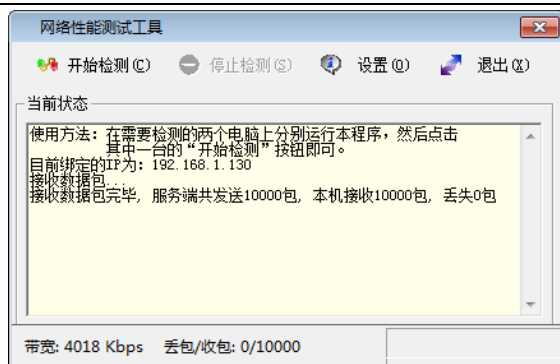 网络性能测试工具
开始检测(C) 停止检测(S) 设置(O) 退出(X)
当前状态
使用方法：在需要检测的两个电脑上分别运行本程序，然后点击
其中一台的“开始检测”按钮即可。
目前绑定的IP为：192.168.1.130
接收数据包...
接收数据包完毕，服务端共发送10000包，本机接收10000包，丢失0包
带宽: 4018 Kbps 丢包/收包: 0/10000